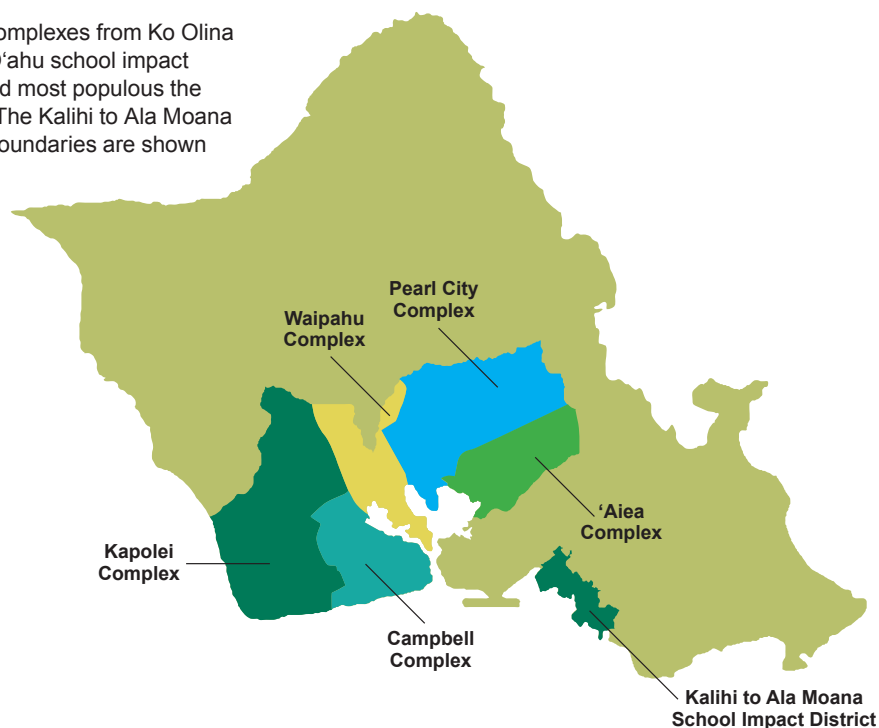 omplexes from Ko Olina
Oʻahu school impact
d most populous the
The Kalihi to Ala Moana
oundaries are shown
Pearl City
Complex
Waipahu
Complex
ʻAiea
Complex
Kapolei
Complex
Campbell
Complex
Kalihi to Ala Moana
School Impact District